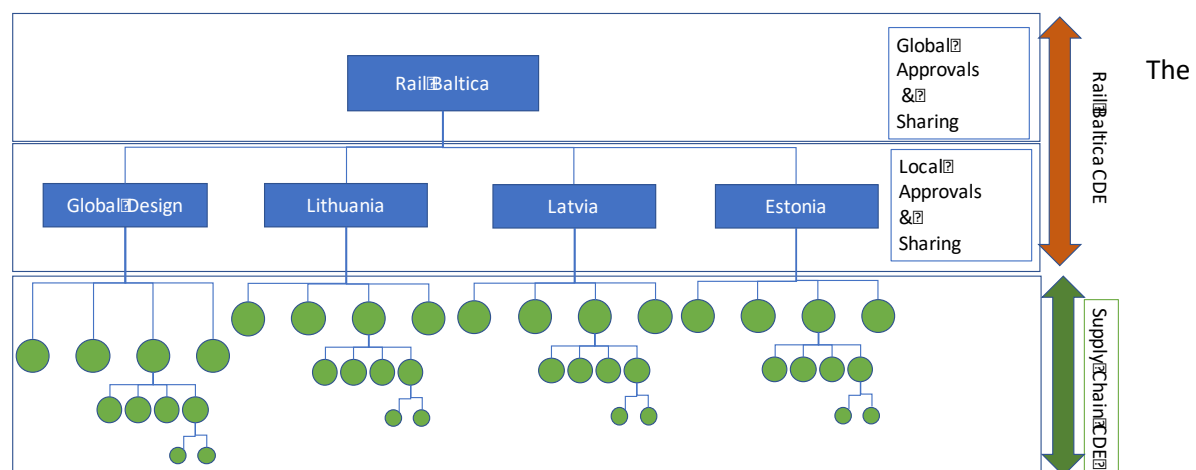 Rail Baltica
Global
Approvals
&
Sharing
The
Global Design
Lithuania
Latvia
Estonia
Local
Approvals
&
Sharing
Rail Baltica CDE
Supply Chain CDE